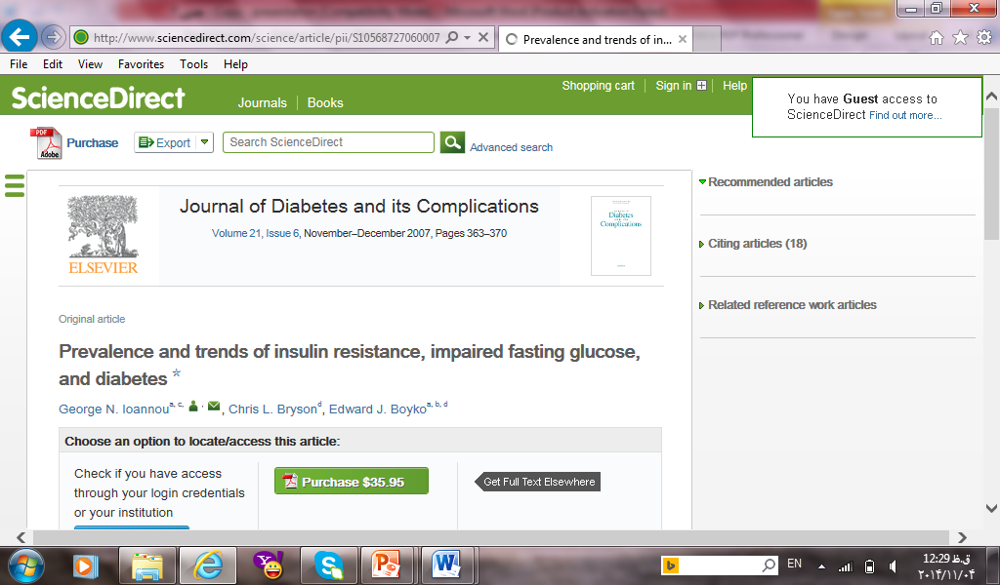 http://www.sciencedirect.com/science/article/pii/S10568727060007
Prevalence and trends of in...
File Edit View Favorites Tools Help
ScienceDirect
Journals
Books
Shopping cart
Sign in
Help
You have Guest access to
ScienceDirect Find out more...
PDF
Adobe
Purchase
Export
Search ScienceDirect
Advanced search
ELSEVIER
Journal of Diabetes and its Complications
Volume 21, Issue 6, November–December 2007, Pages 363–370
Diabetes
Complications
Recommended articles
Citing articles (18)
Related reference work articles
Original article
Prevalence and trends of insulin resistance, impaired fasting glucose,
and diabetes ☆
George N. Ioannou a, c, , Chris L. Bryson d, Edward J. Boyko a, b, d
Choose an option to locate/access this article:
Check if you have access
through your login credentials
or your institution
Purchase $35.95
Get Full Text Elsewhere
EN
12:29 ق.ظ
۲۰۱۴/۱۱/۰۴